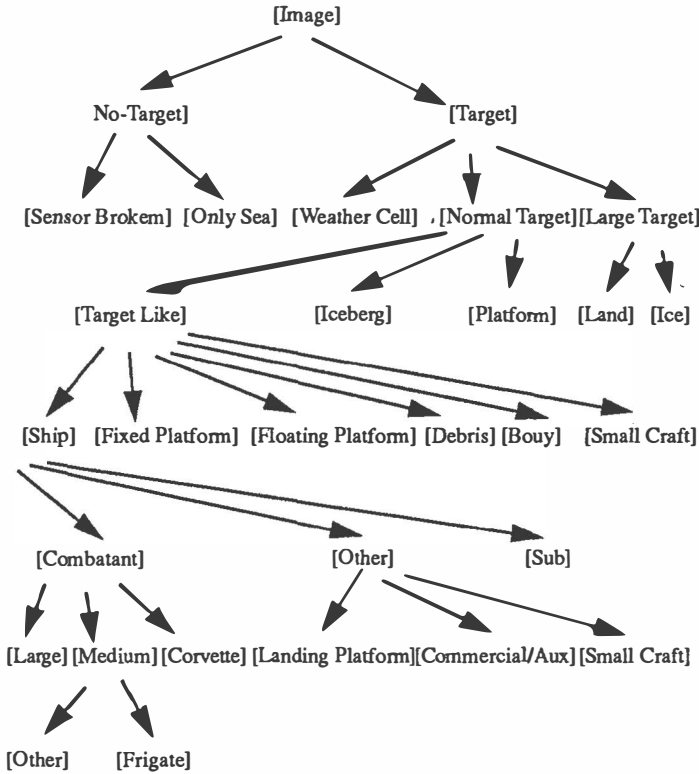 [Image]
No-Target] [Target]
[Sensor Brokem] [Only Sea] [Weather Cell] [Normal Target][Large Target]
[Target Like] [Iceberg] [Platform] [Land] [Ice]
[Ship] [Fixed Platform] [Floating Platform] [Debris] [Bouy] [Small Craft]
[Combatant] [Other] [Sub]
[Large] [Medium] [Corvette] [Landing Platform][Commercial/Aux] [Small Craft]
[Other] [Frigate]